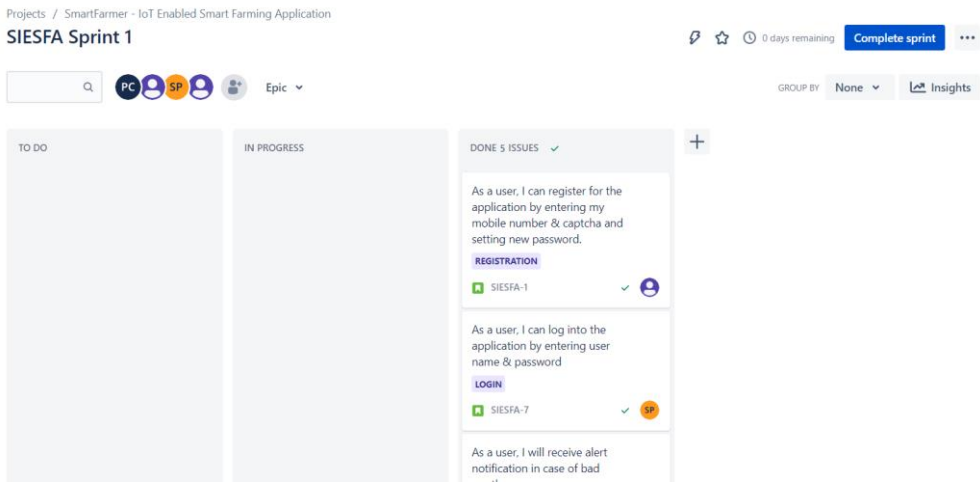 Projects / SmartFarmer - IoT Enabled Smart Farming Application
SIESFA Sprint 1
0 days remaining
Complete sprint
PC
SP
Epic
GROUP BY
None
Insights
TO DO
IN PROGRESS
DONE 5 ISSUES
As a user, I can register for the
application by entering my
mobile number & captcha and
setting new password.
REGISTRATION
SIESFA-1
As a user, I can log into the
application by entering user
name & password
LOGIN
SIESFA-7
SP
As a user, I will receive alert
notification in case of bad